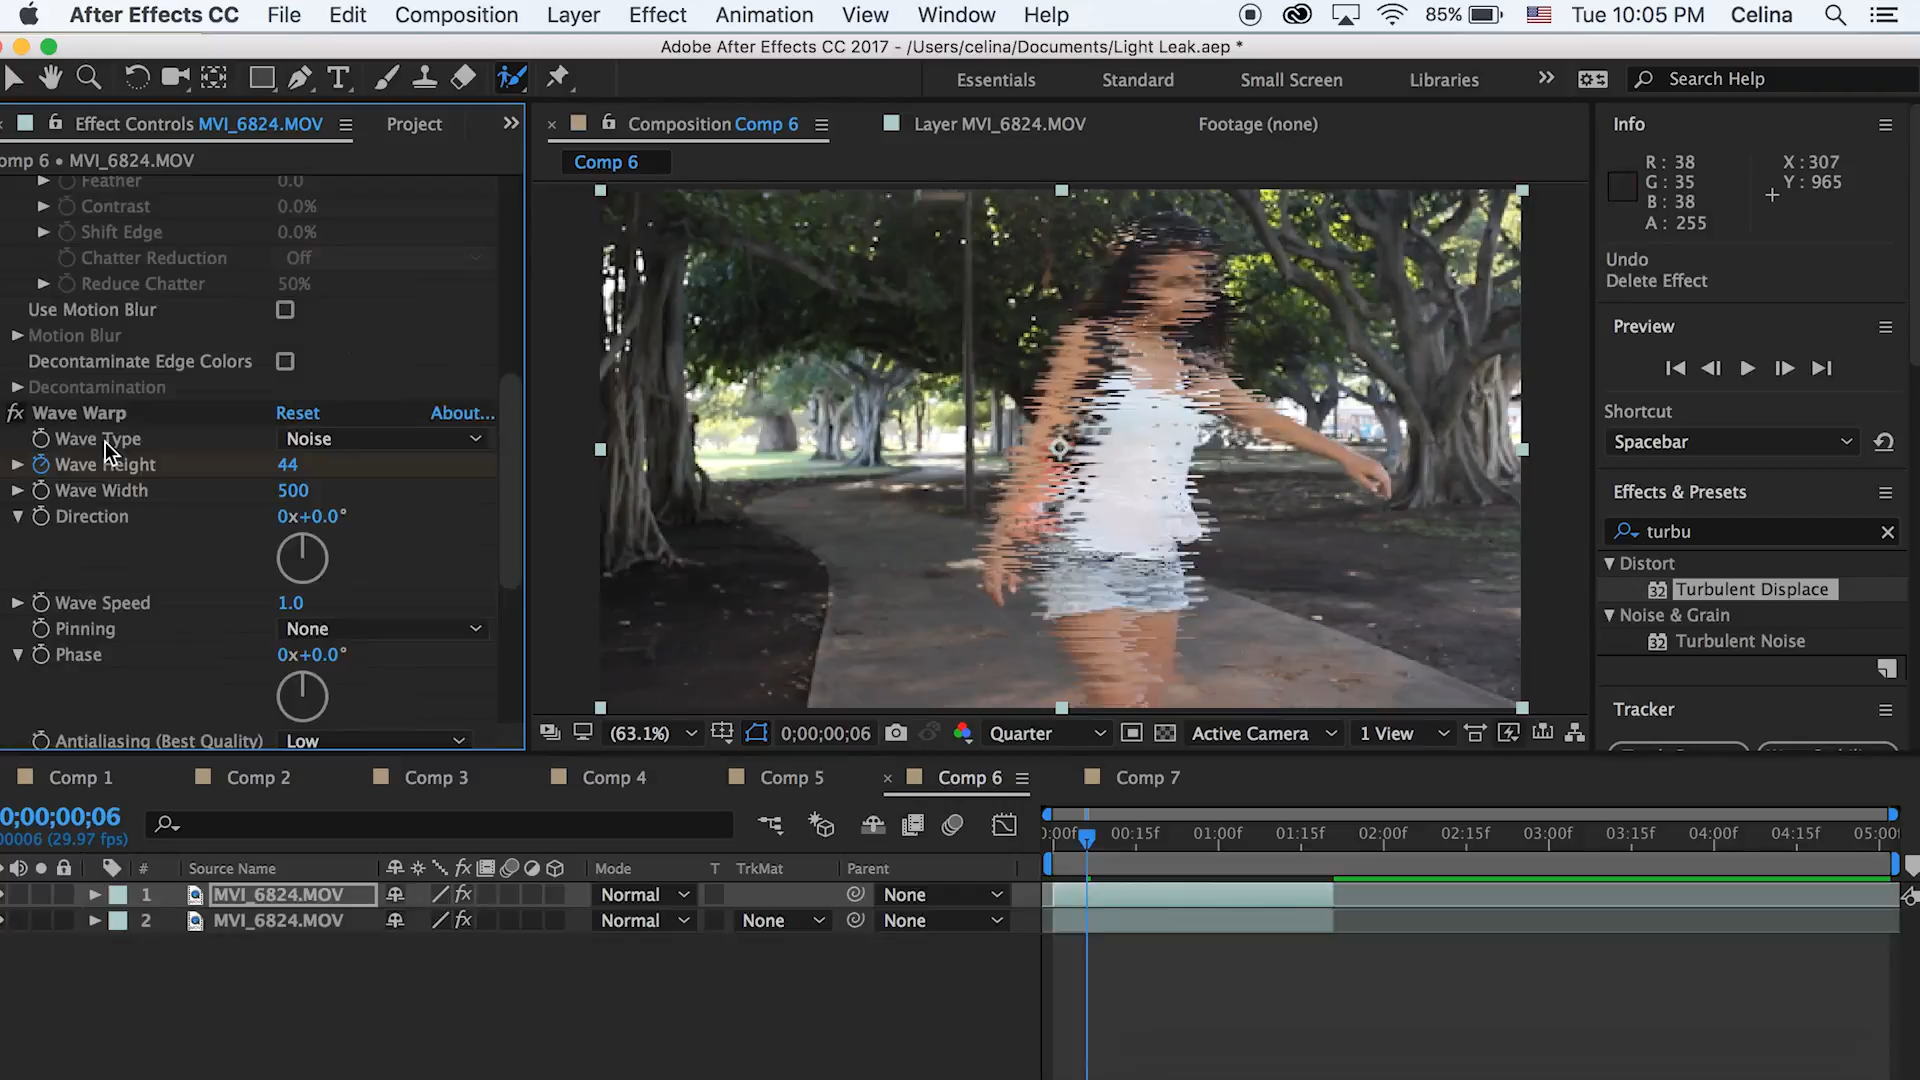 After Effects CC File Edit Composition Layer Effect Animation View Window Help 85% Tue 10:05 PM Celina
Adobe After Effects CC 2017 - /Users/celina/Documents/Light Leak.aep *
T Essentials Standard Small Screen Libraries Search Help
Effect Controls MVI_6824.MOV Project
Composition Comp 6 Layer MVI_6824.MOV Footage (none)
omp 6 • MVI_6824.MOV
Comp 6
Feather 0.0
Contrast 0.0%
Shift Edge 0.0%
Chatter Reduction Off
Reduce Chatter 50%
Use Motion Blur
Motion Blur
Decontaminate Edge Colors
Decontamination
fx Wave Warp Reset About...
Wave Type Noise
Wave Height 44
Wave Width 500
Direction 0x+0.0°
Wave Speed 1.0
Pinning None
Phase 0x+0.0°
Antialiasing (Best Quality) Low
(63.1%) 0;00;00;06 Quarter Active Camera 1 View
Info
R: 38 X: 307
G: 35 Y: 965
B: 38
A: 255
Undo
Delete Effect
Preview
Shortcut
Spacebar
Effects & Presets
turbu
Distort
32 Turbulent Displace
Noise & Grain
32 Turbulent Noise
Tracker
Comp 1 Comp 2 Comp 3 Comp 4 Comp 5 Comp 6 Comp 7
0;00;00;06
00006 (29.97 fps)
:00f 00:15f 01:00f 01:15f 02:00f 02:15f 03:00f 03:15f 04:00f 04:15f 05:00f
# Source Name fx Mode T TrkMat Parent
1 MVI_6824.MOV fx Normal None
2 MVI_6824.MOV fx Normal None None